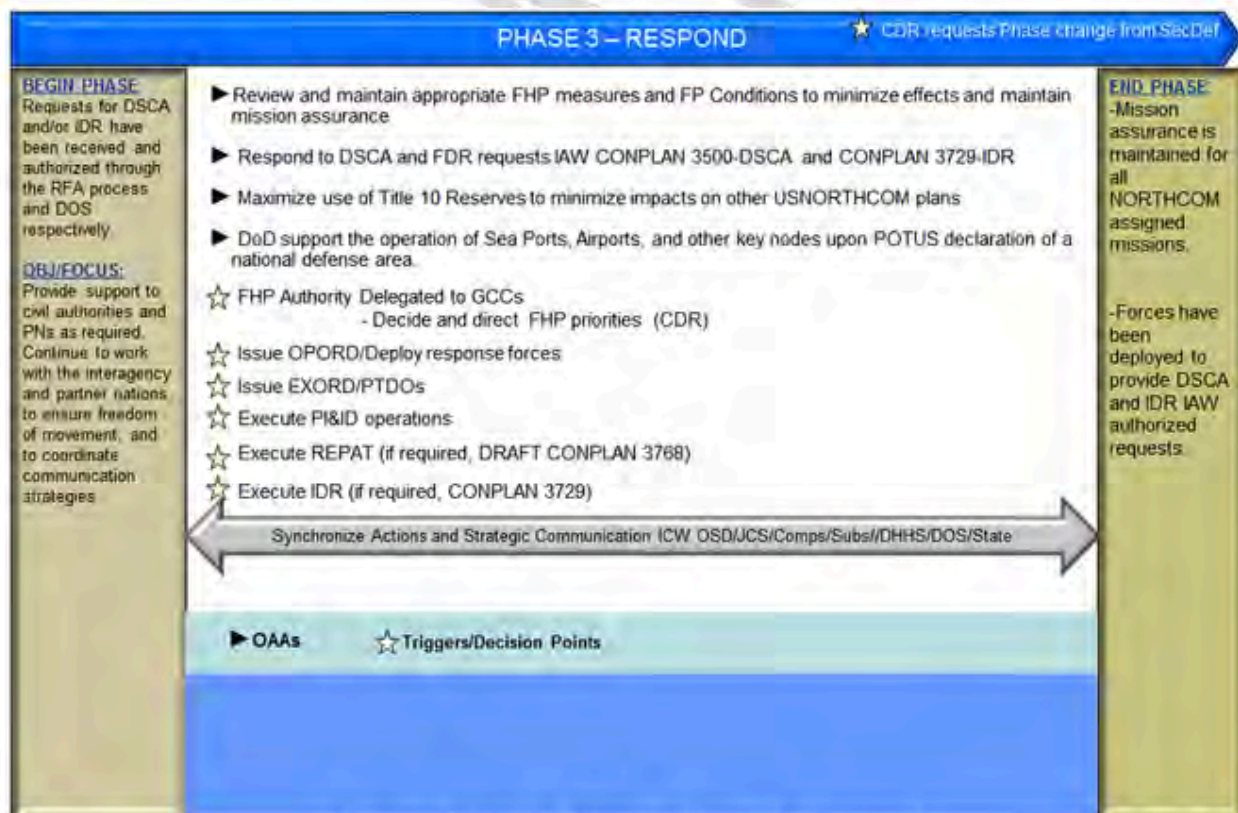 PHASE 3 – RESPOND
☆ CDR requests Phase change from SecDef
BEGIN PHASE
Requests for DSCA
and/or IDR have
been received and
authorized through
the RFA process
and DOS
respectively.
OBJ/FOCUS:
Provide support to
civil authorities and
PNs as required.
Continue to work
with the interagency
and partner nations
to ensure freedom
of movement, and
to coordinate
communication
strategies
► Review and maintain appropriate FHP measures and FP Conditions to minimize effects and maintain
mission assurance
► Respond to DSCA and FDR requests IAW CONPLAN 3500-DSCA and CONPLAN 3729-IDR
► Maximize use of Title 10 Reserves to minimize impacts on other USNORTHCOM plans
► DoD support the operation of Sea Ports, Airports, and other key nodes upon POTUS declaration of a
national defense area.
☆ FHP Authority Delegated to GCCs
- Decide and direct FHP priorities (CDR)
☆ Issue OPORD/Deploy response forces
☆ Issue EXORD/PTDOs
☆ Execute PI&ID operations
☆ Execute REPAT (if required, DRAFT CONPLAN 3768)
☆ Execute IDR (if required, CONPLAN 3729)
Synchronize Actions and Strategic Communication ICW OSD/JCS/Comps/Subs//DHHS/DOS/State
► OAAs ☆ Triggers/Decision Points
END PHASE:
-Mission
assurance is
maintained for
all
NORTHCOM
assigned
missions.
-Forces have
been
deployed to
provide DSCA
and IDR IAW
authorized
requests.